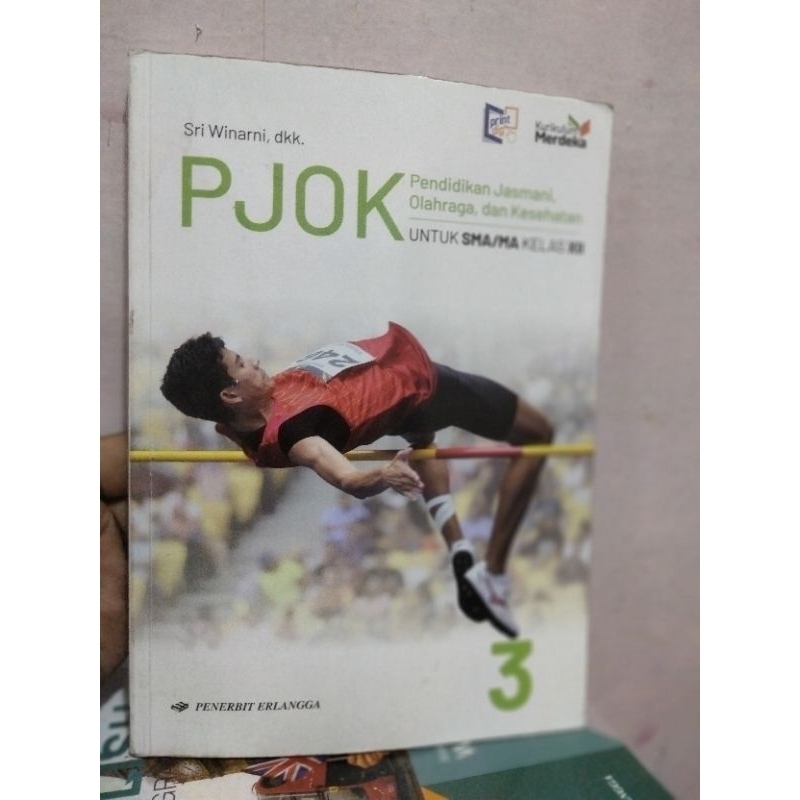 Sri Winarni, dkk.
print
Kurikulum
Merdeka
PJOK
Pendidikan Jasmani,
Olahraga, dan Kesehatan
UNTUK SMA/MA KELAS XII
240
3
PENERBIT ERLANGGA